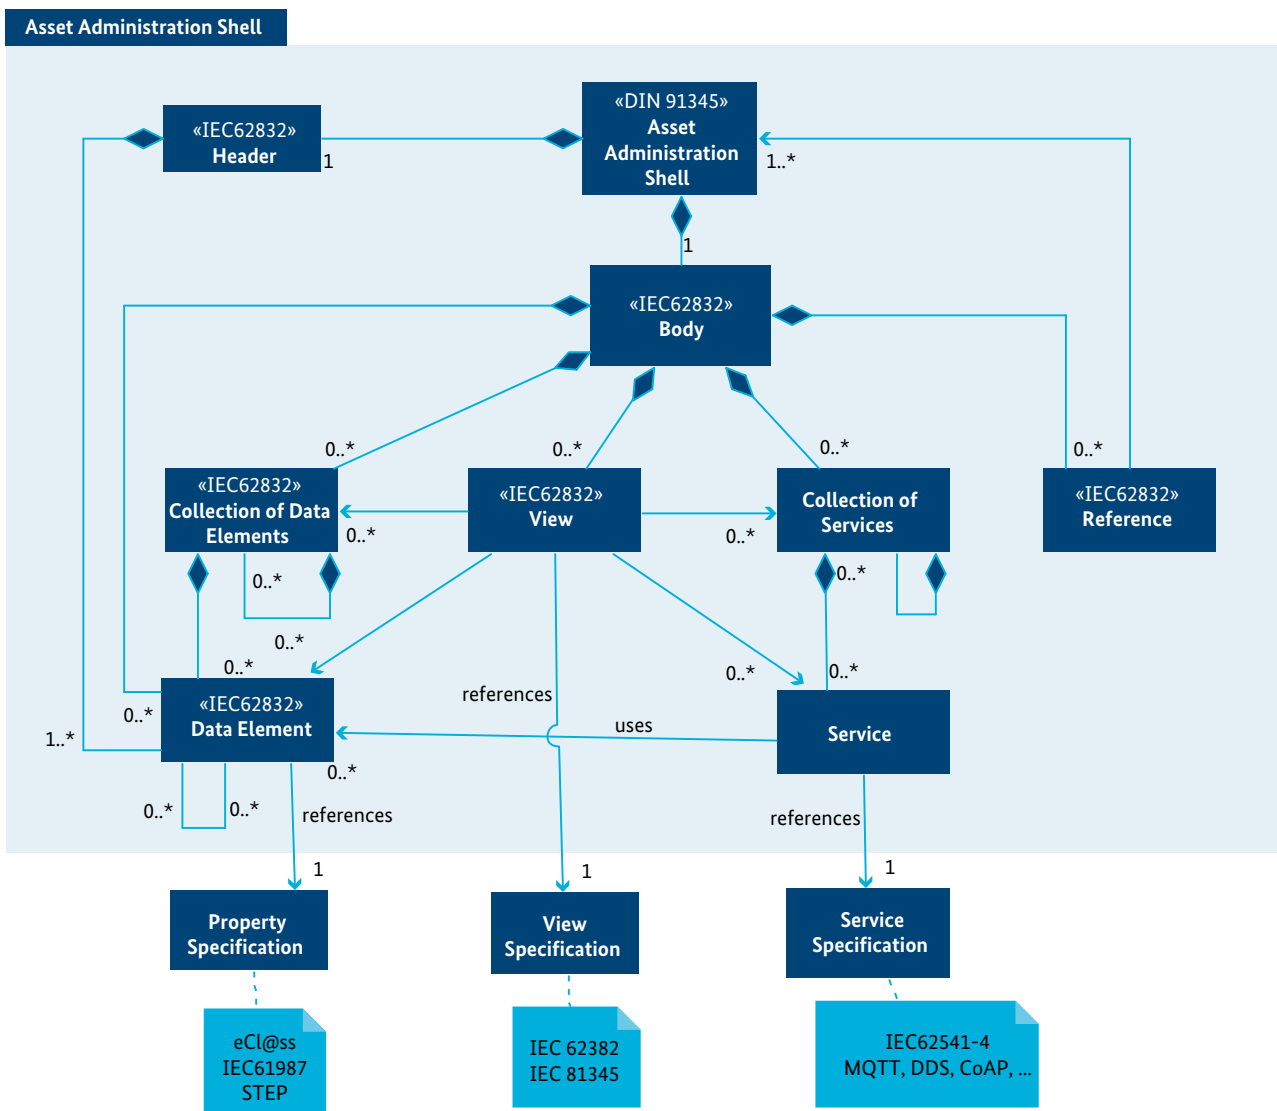 Asset Administration Shell
«IEC62832»
Header
1
«DIN 91345»
Asset
Administration
Shell
1..*
1
«IEC62832»
Body
0..*
0..*
0..*
0..*
«IEC62832»
Collection of Data
Elements
0..*
«IEC62832»
View
0..*
Collection of
Services
«IEC62832»
Reference
0..*
0..*
0..*
0..*
0..*
0..*
references
0..*
1..*
«IEC62832»
Data Element
uses
Service
0..*
0..*
0..*
references
references
1
1
1
Property
Specification
View
Specification
Service
Specification
eCl@ss
IEC61987
STEP
IEC 62382
IEC 81345
IEC62541-4
MQTT, DDS, CoAP, ...